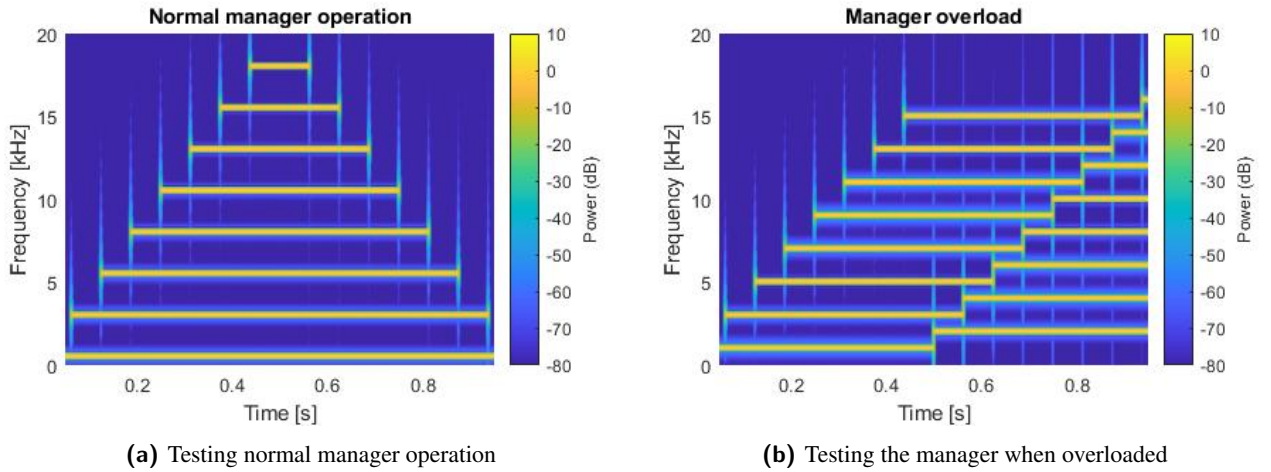 Normal manager operation
20
15
10
5
0
Frequency [kHz]
0.2 0.4 0.6 0.8
Time [s]
10
0
-10
-20
-30
-40
-50
-60
-70
-80
Power (dB)
(a) Testing normal manager operation
Manager overload
20
15
10
5
0
Frequency [kHz]
0.2 0.4 0.6 0.8
Time [s]
10
0
-10
-20
-30
-40
-50
-60
-70
-80
Power (dB)
(b) Testing the manager when overloaded